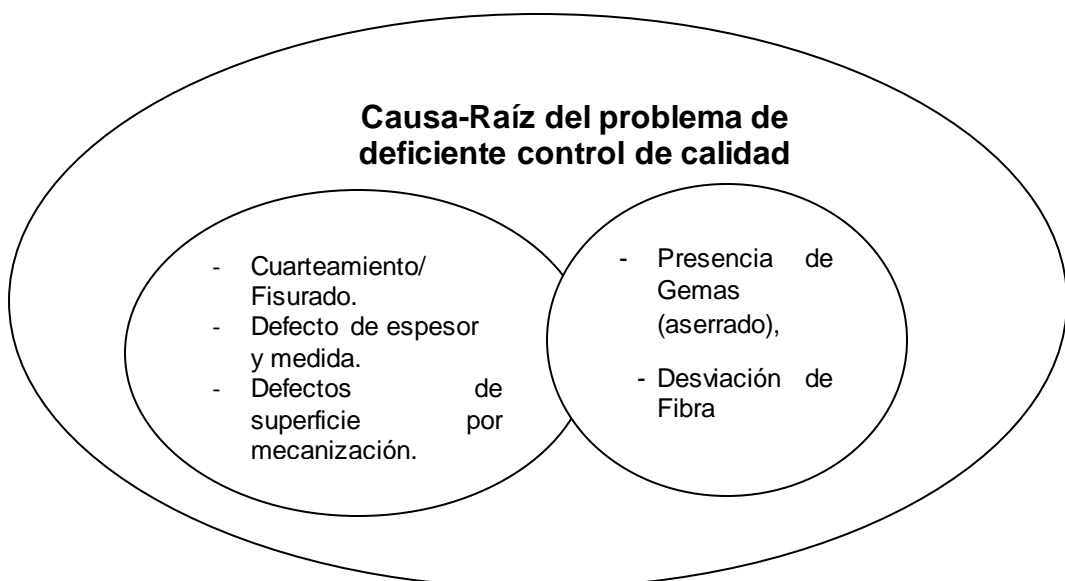 Causa-Raíz del problema de
deficiente control de calidad
- Cuarteamiento/
Fisurado.
- Defecto de espesor
y medida.
- Defectos de
superficie por
mecanización.
- Presencia de
Gemas
(aserrado),
- Desviación de
Fibra